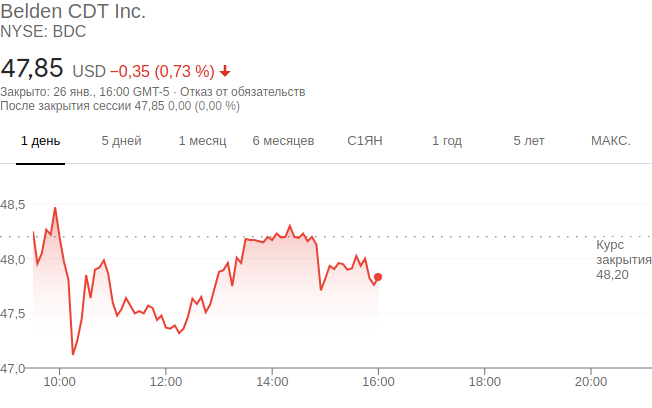 Belden CDT Inc.
NYSE: BDC
47,85 USD −0,35 (0,73 %)
Закрыто: 26 янв., 16:00 GMT-5 · Отказ от обязательств
После закрытия сессии 47,85 0,00 (0,00 %)
1 день 5 дней 1 месяц 6 месяцев С1ЯН 1 год 5 лет МАКС.
48,5
48,0
47,5
47,0
Курс
закрытия
48,20
10:00 12:00 14:00 16:00 18:00 20:00